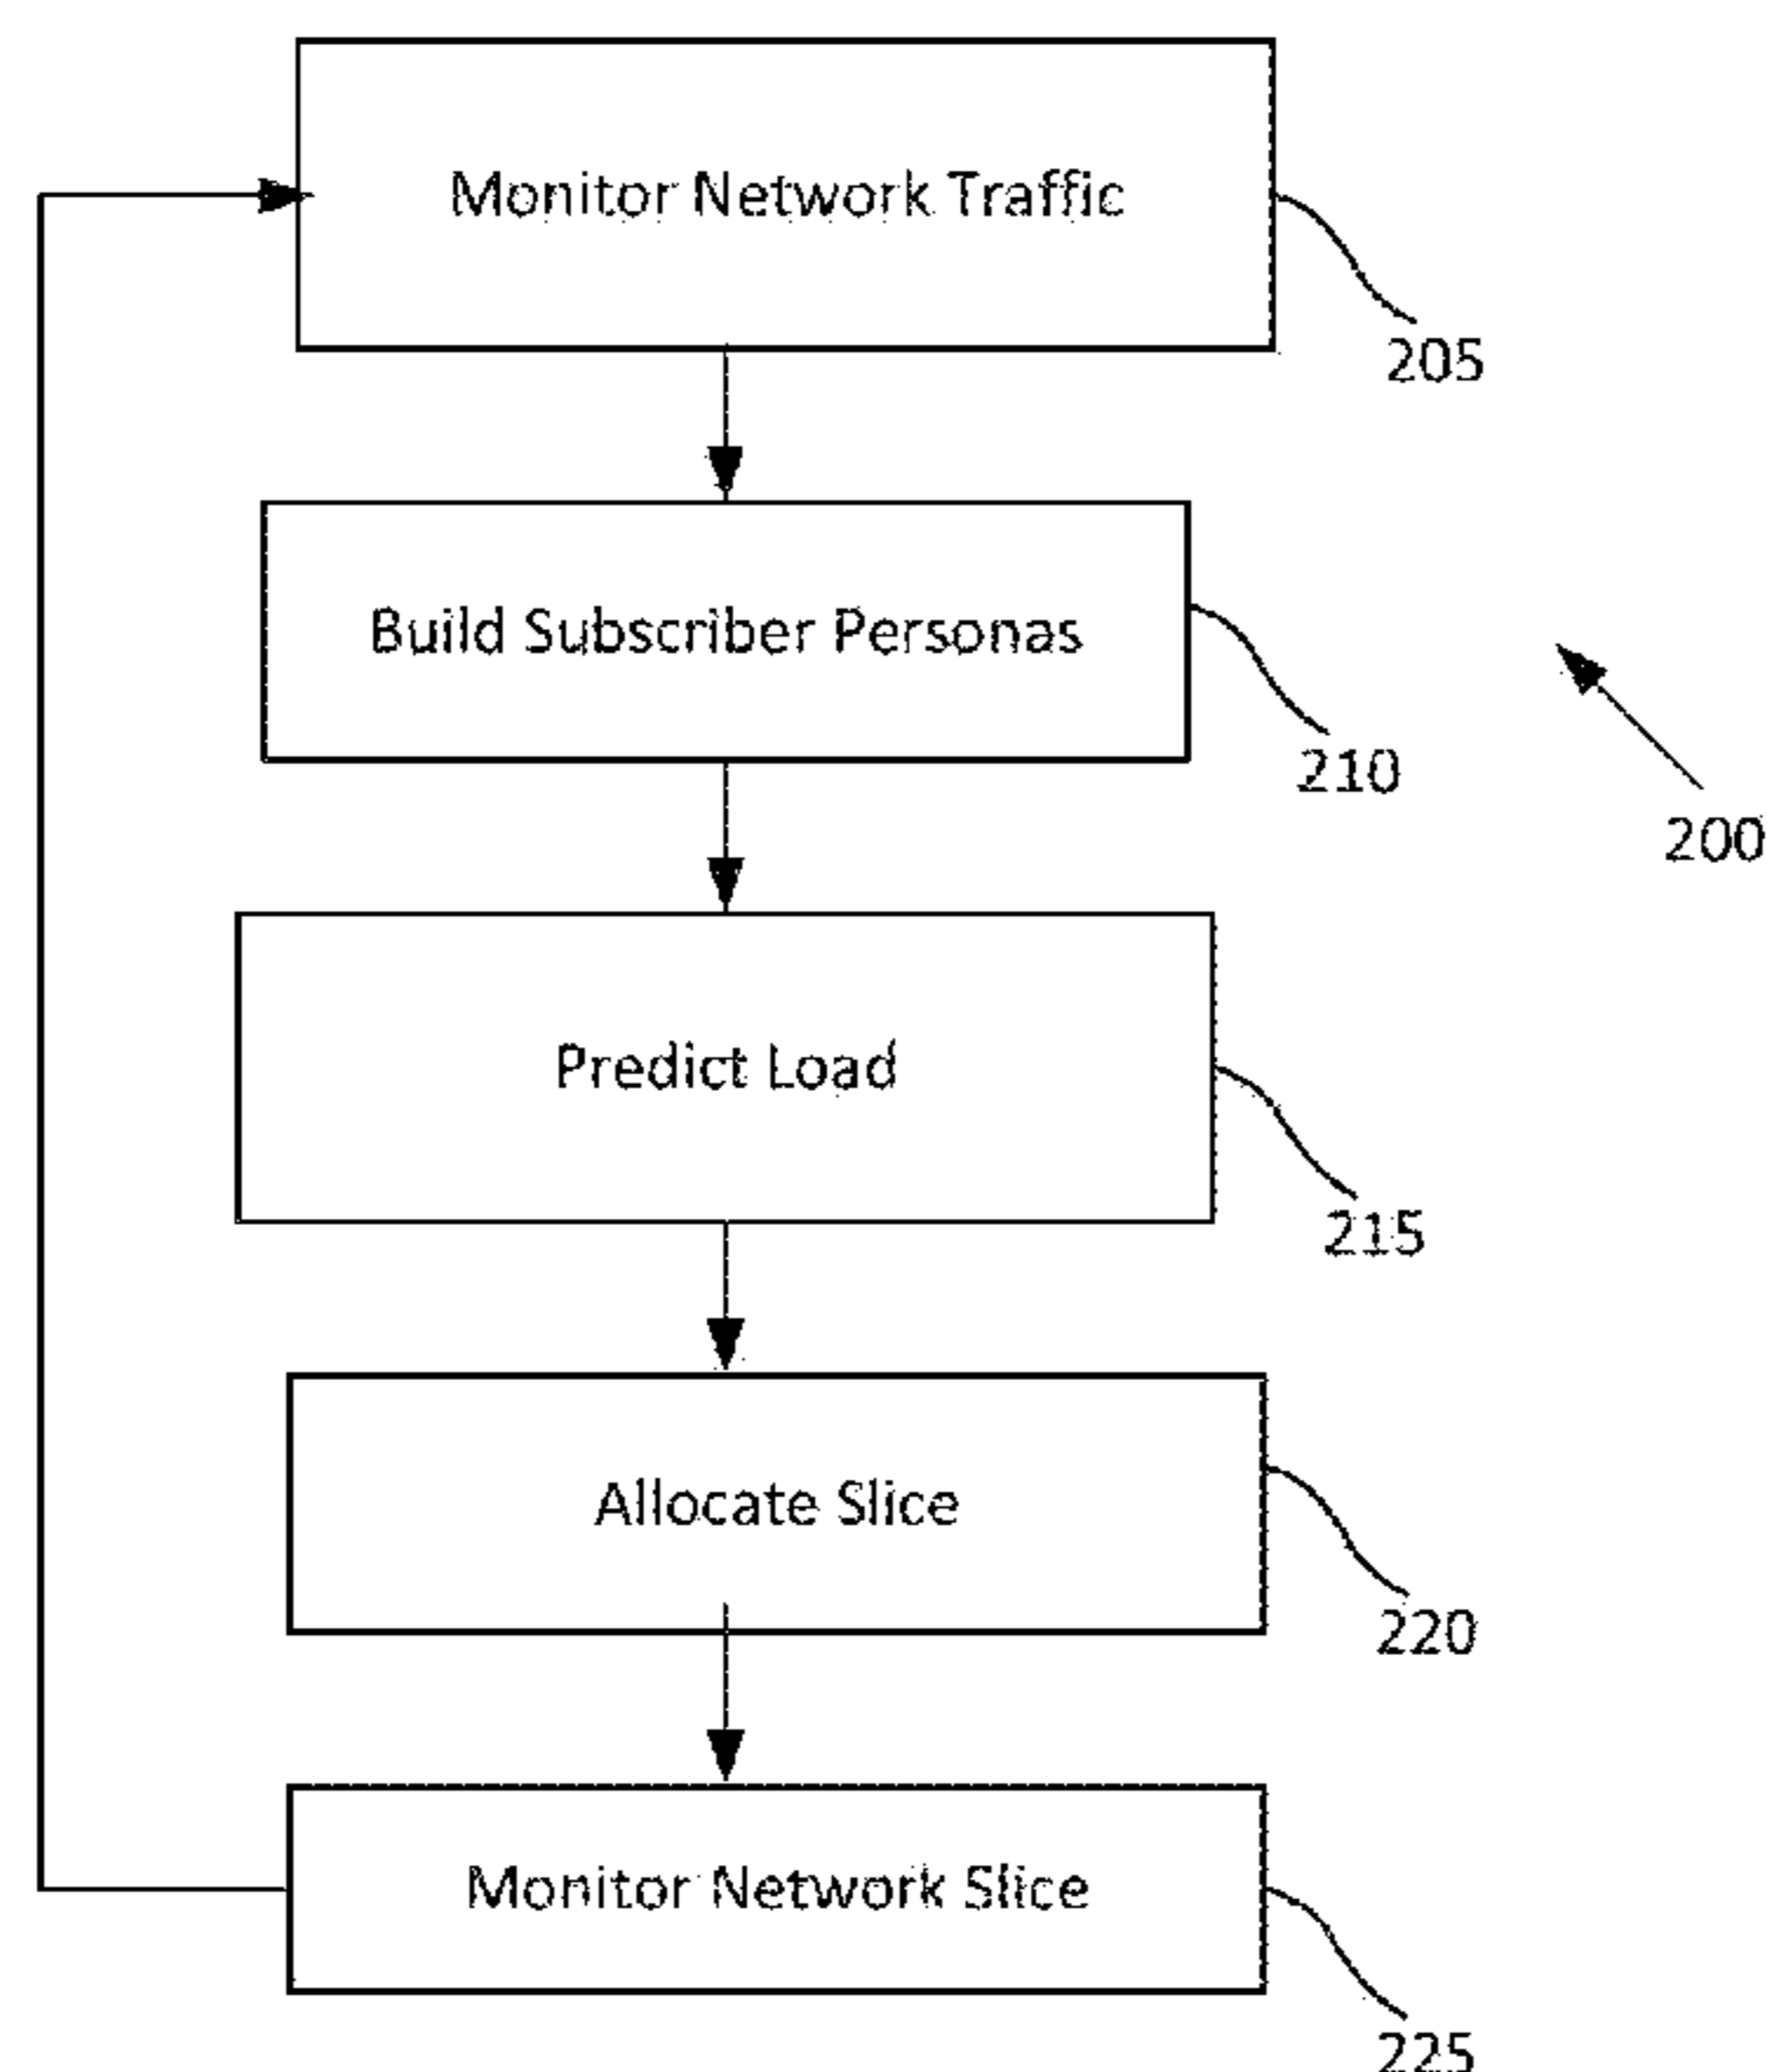 Monitor Network Traffic
205
Build Subscriber Personas
210
200
Predict Load
215
Allocate Slice
220
Monitor Network Slice
225